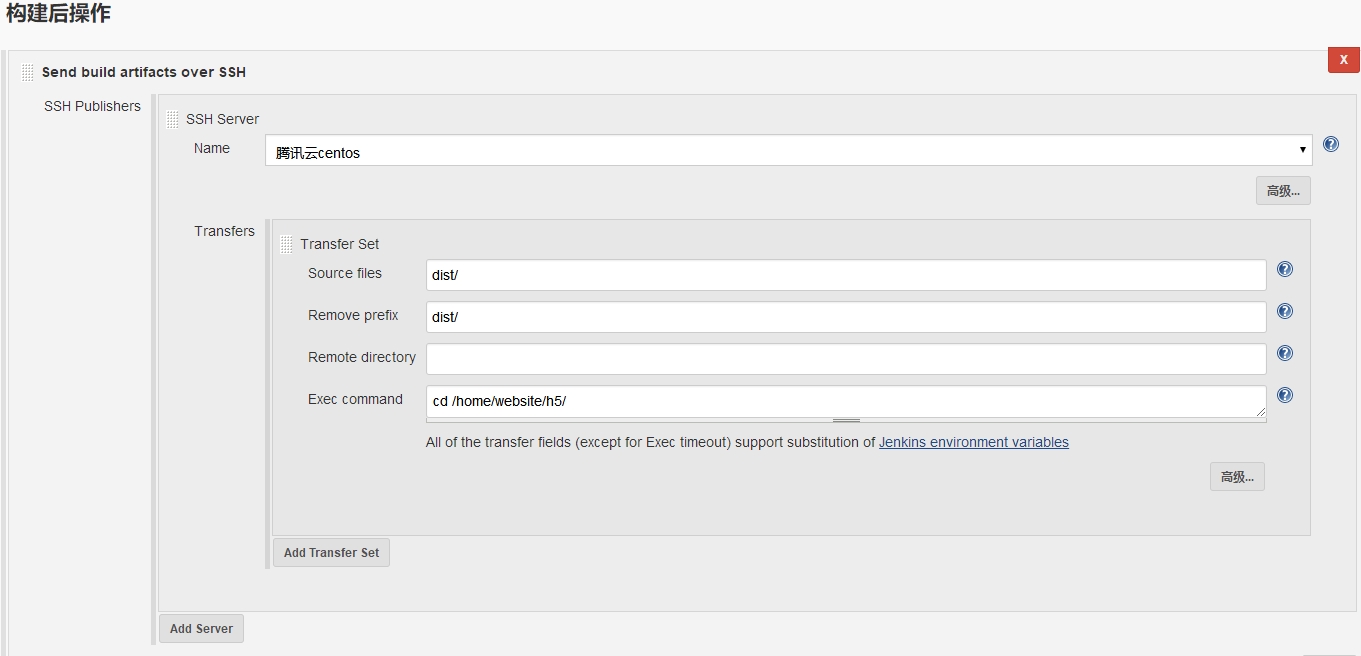 构建后操作
Send build artifacts over SSH
X
SSH Publishers
SSH Server
Name
腾讯云centos
高级...
Transfers
Transfer Set
Source files
dist/
Remove prefix
dist/
Remote directory
Exec command
cd /home/website/h5/
All of the transfer fields (except for Exec timeout) support substitution of Jenkins environment variables
高级...
Add Transfer Set
Add Server